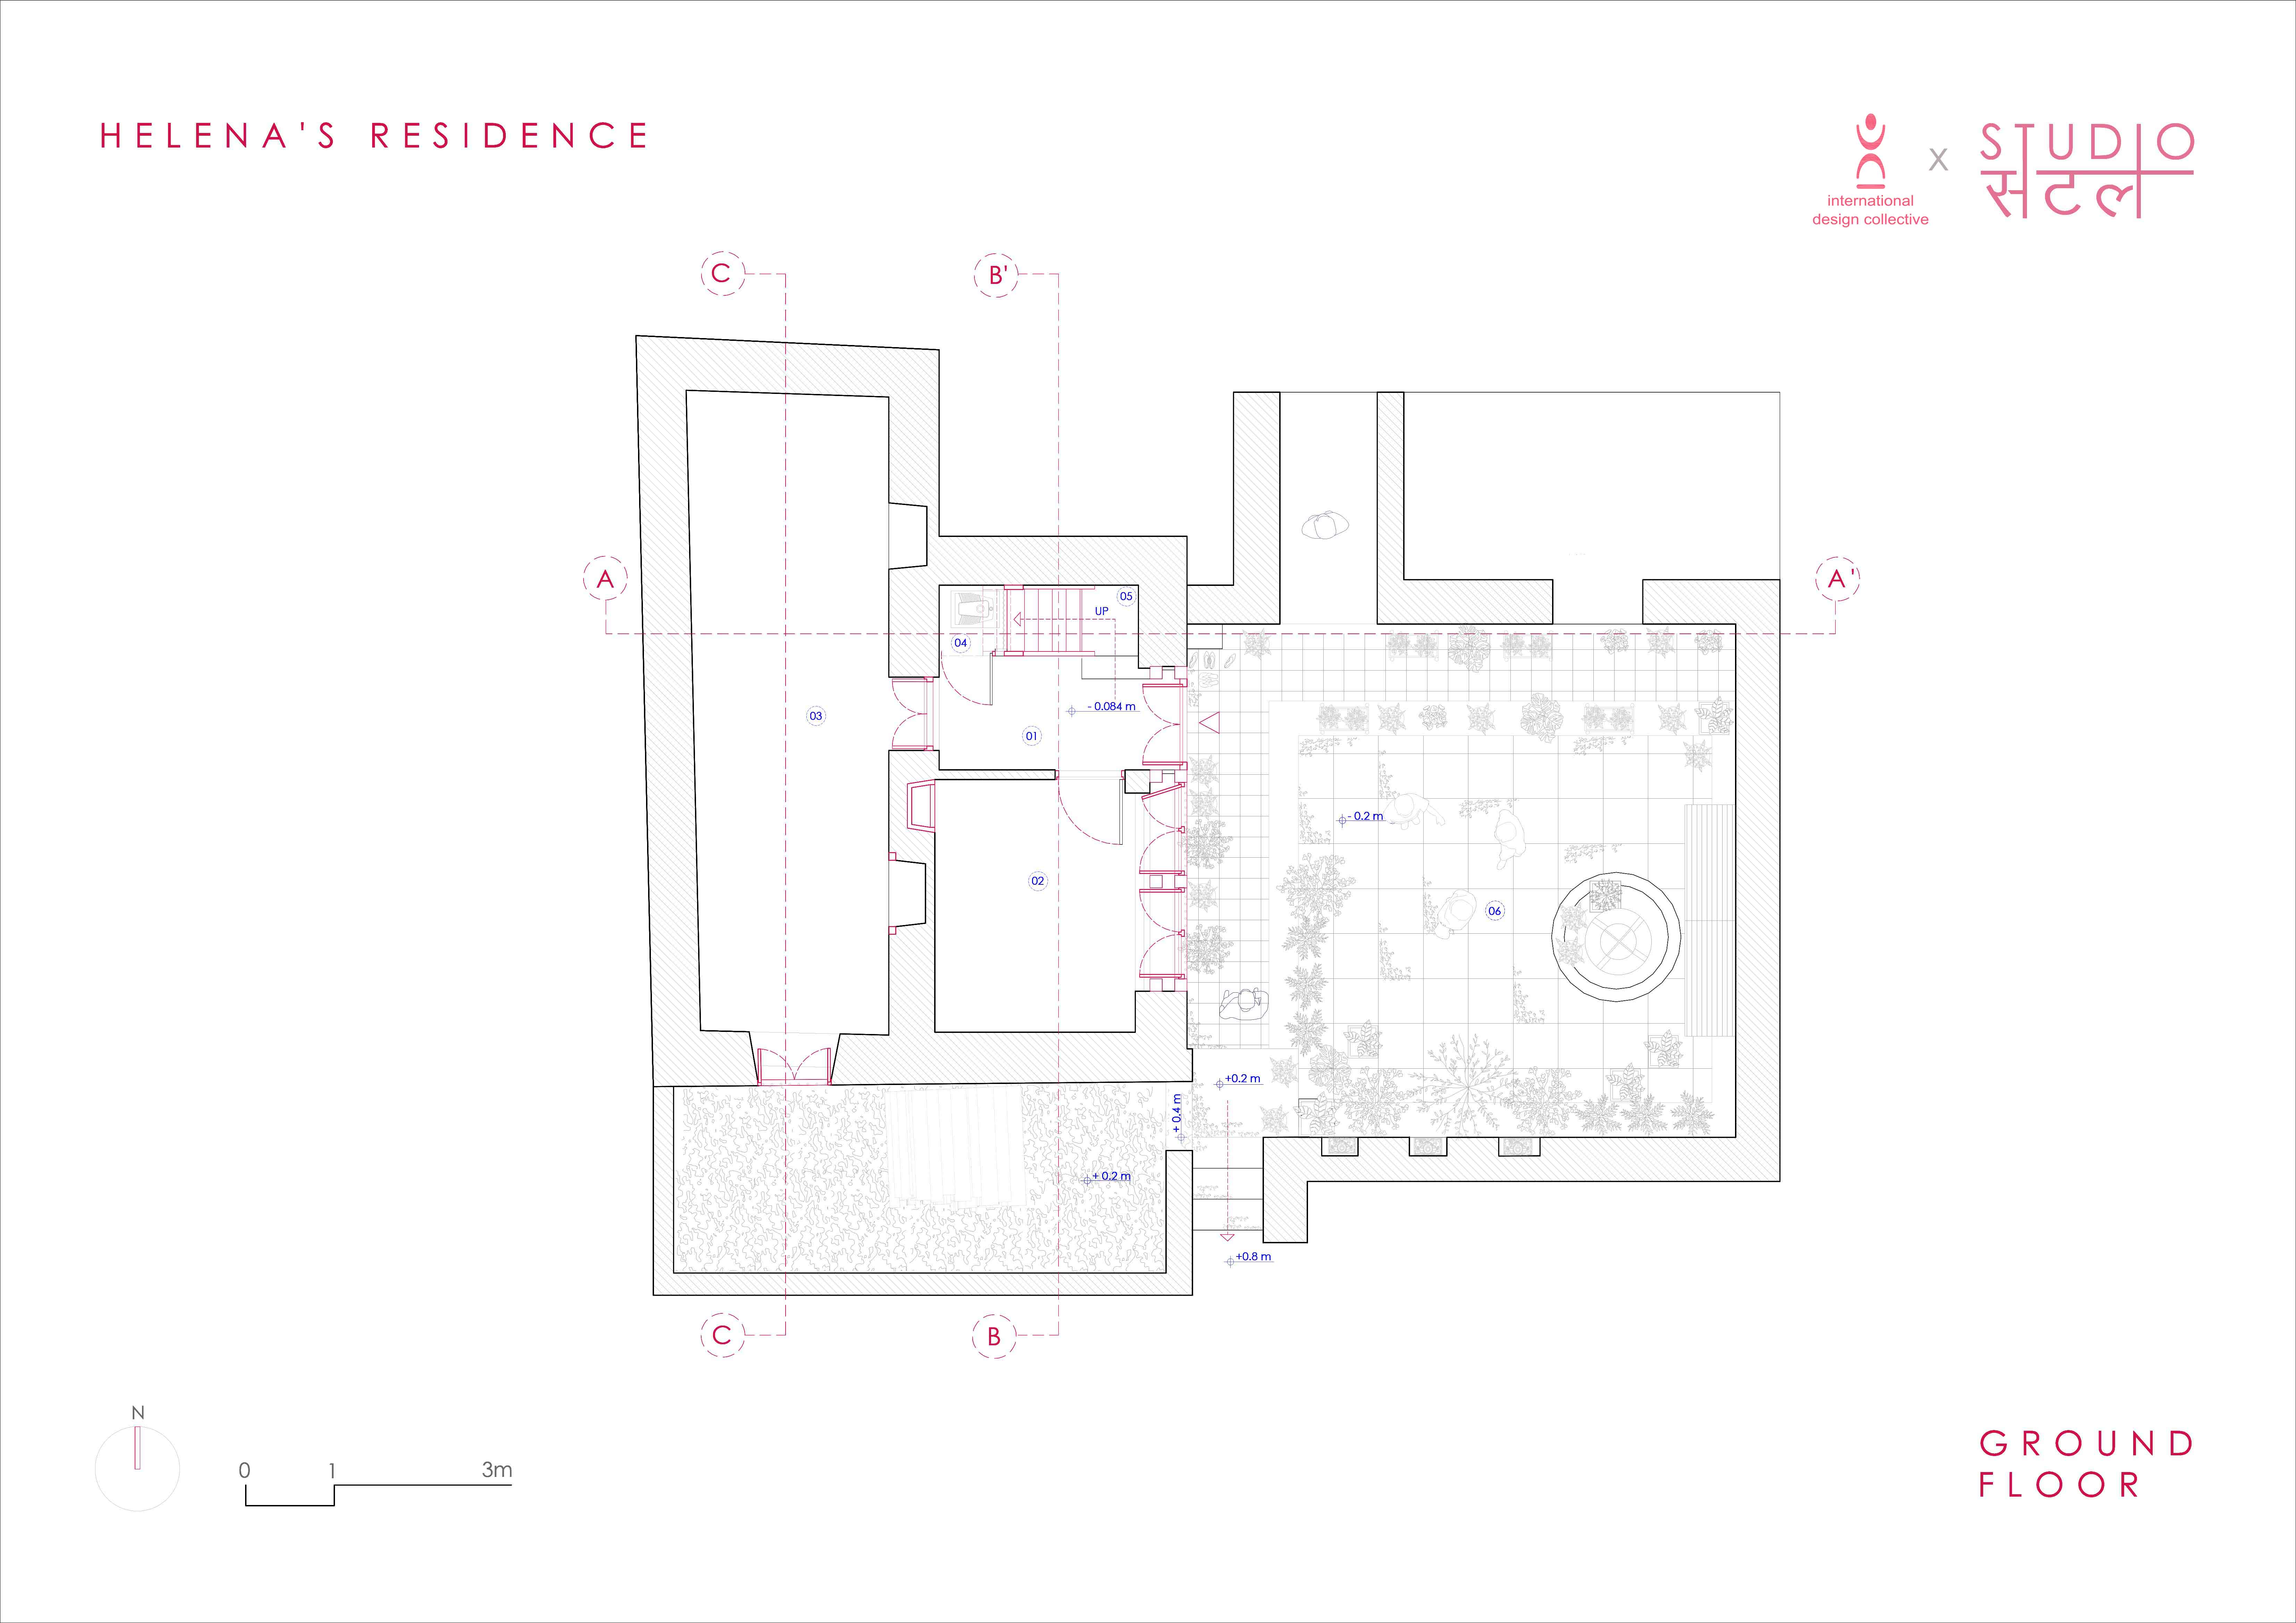 HELENA'S RESIDENCE
international
design collective
X
STUDIO
सटल
C
B'
A
A'
05
UP
04
- 0.084 m
03
01
- 0.2 m
02
06
+0.2 m
+ 0.4 m
+ 0.2 m
+0.8 m
C
B
N
0
1
3m
GROUND
FLOOR